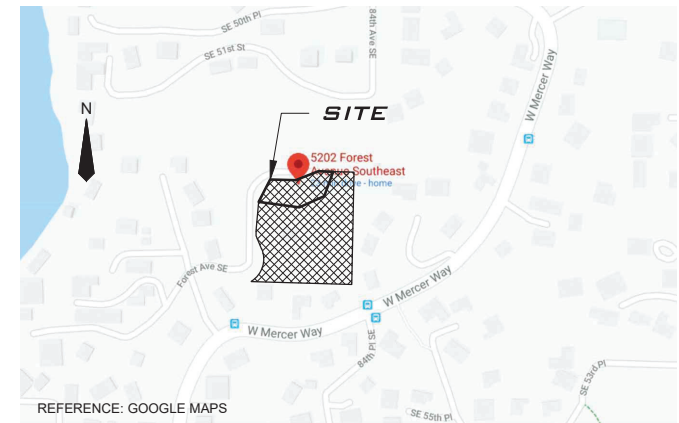 SE 50th Pl
84th Ave SE
SE 51st St
N
SITE
W Mercer Way
5202 Forest
Avenue Southeast
- home
Forest Ave SE
W Mercer Way
W Mercer Way
84th Pl SE
SE 53rd Pl
REFERENCE: GOOGLE MAPS
SE 55th Pl